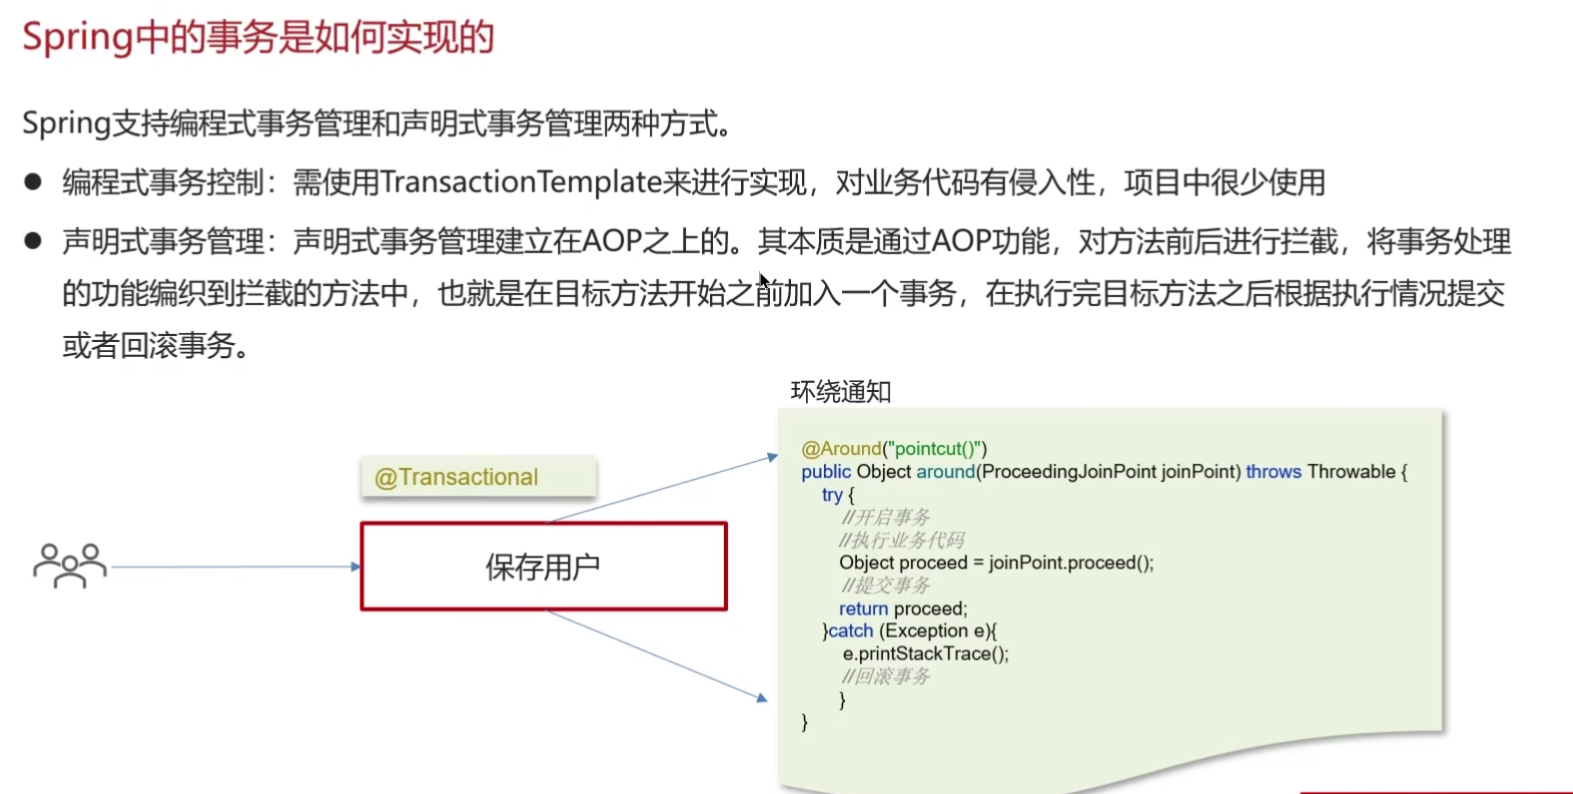 Spring中的事务是如何实现的
Spring支持编程式事务管理和声明式事务管理两种方式。
● 编程式事务控制：需使用TransactionTemplate来进行实现，对业务代码有侵入性，项目中很少使用
● 声明式事务管理：声明式事务管理建立在AOP之上的。其本质是通过AOP功能，对方法前后进行拦截，将事务处理
的功能编织到拦截的方法中，也就是在目标方法开始之前加入一个事务，在执行完目标方法之后根据执行情况提交
或者回滚事务。
@Transactional
保存用户
环绕通知
@Around("pointcut()")
public Object around(ProceedingJoinPoint joinPoint) throws Throwable {
try {
//开启事务
//执行业务代码
Object proceed = joinPoint.proceed();
//提交事务
return proceed;
}catch (Exception e){
e.printStackTrace();
//回滚事务
}
}